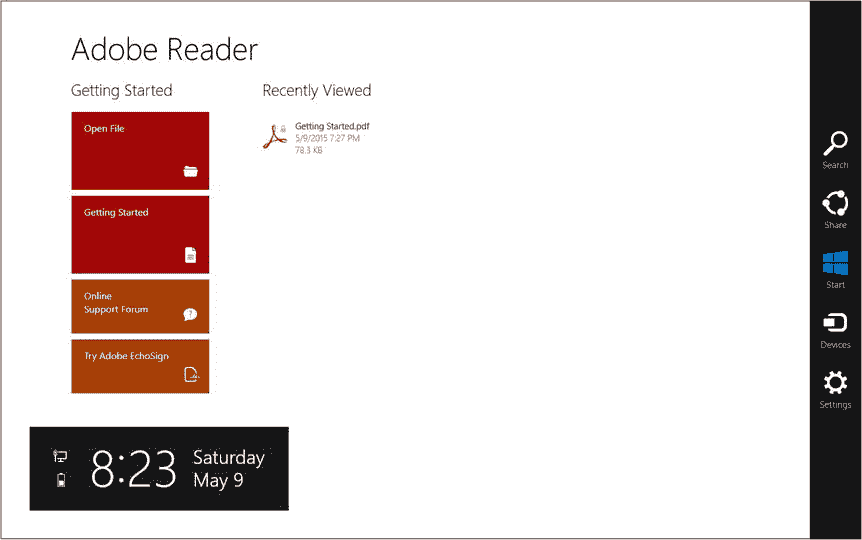 Adobe Reader
Getting Started
Open File
Getting Started
Online
Support Forum
Try Adobe EchoSign
Recently Viewed
Getting Started.pdf
5/9/2015 7:27 PM
78.3 KB
8:23
Saturday
May 9
Search
Share
Start
Devices
Settings